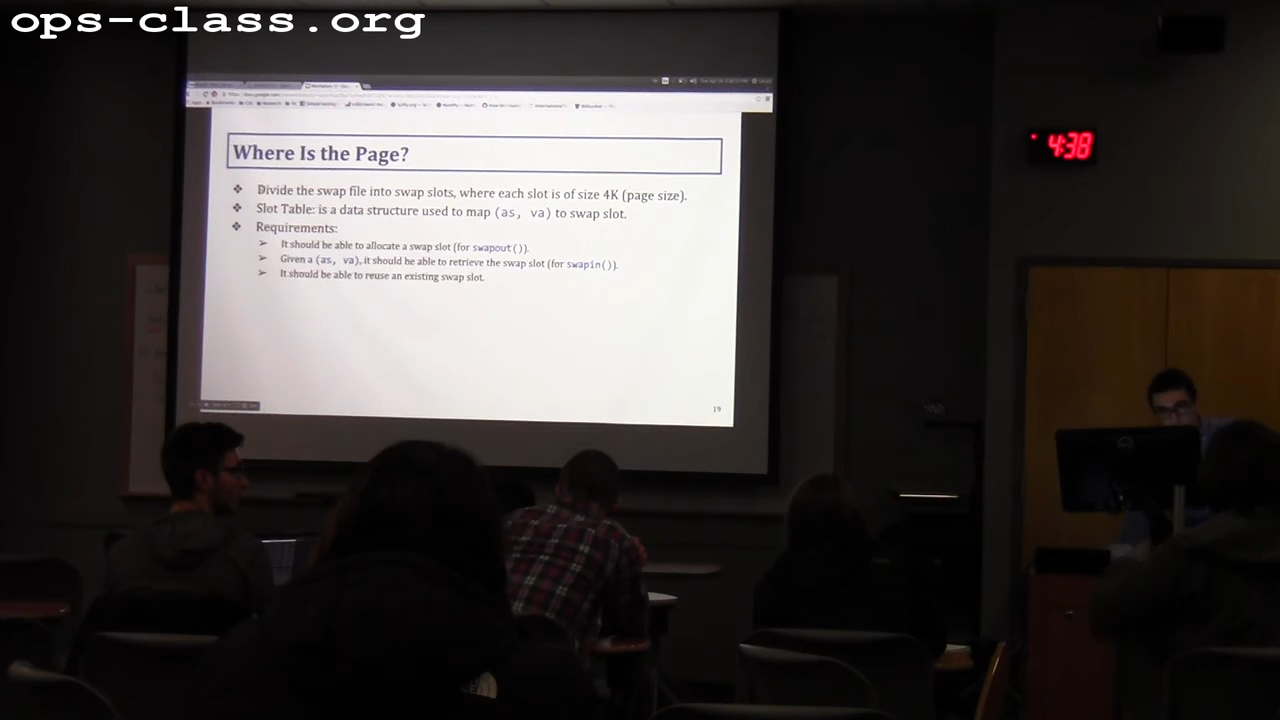 ops-class.org
Where Is the Page?
❖ Divide the swap file into swap slots, where each slot is of size 4K (page size).
❖ Slot Table: is a data structure used to map (as, va) to swap slot.
❖ Requirements:
➢ It should be able to allocate a swap slot (for swapout()).
➢ Given a (as, va), it should be able to retrieve the swap slot (for swapin()).
➢ It should be able to reuse an existing swap slot.
19
4:38